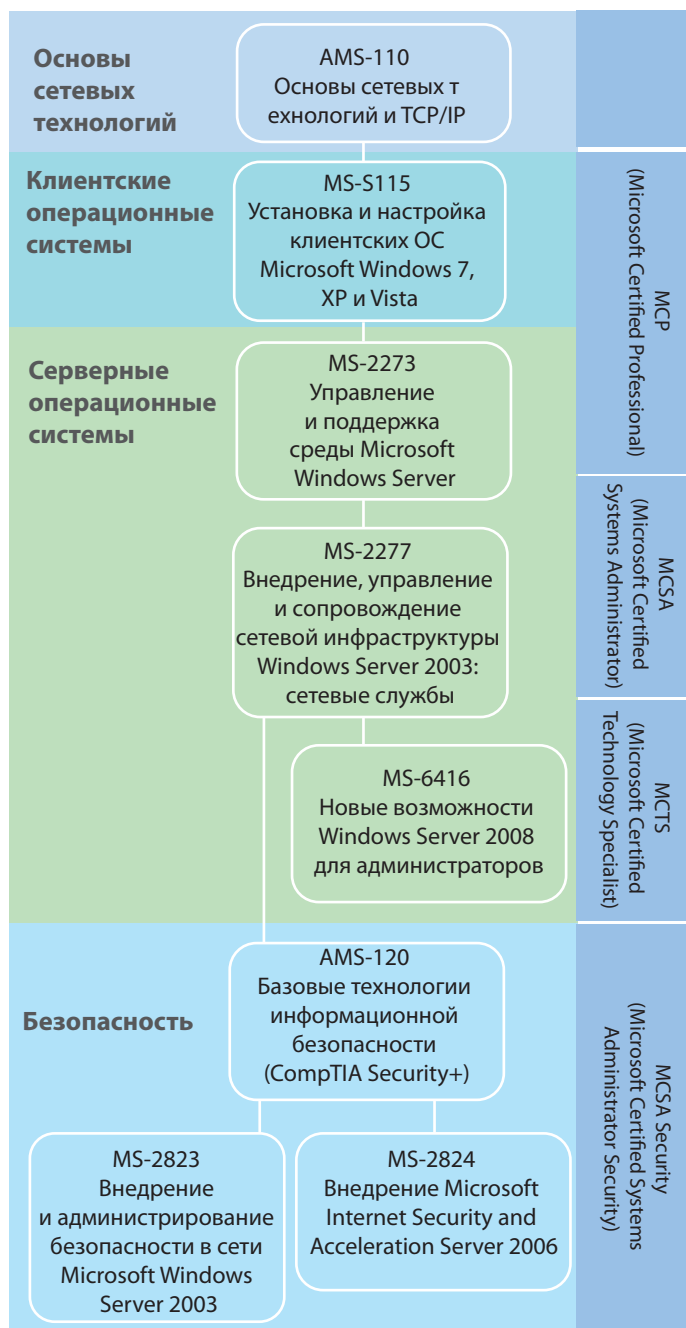 Основы
сетевых
технологий
AMS-110
Основы сетевых т
ехнологий и TCP/IP
Клиентские
операционные
системы
MS-S115
Установка и настройка
клиентских ОС
Microsoft Windows 7,
XP и Vista
MCP
(Microsoft Certified Professional)
Серверные
операционные
системы
MS-2273
Управление
и поддержка
среды Microsoft
Windows Server
MS-2277
Внедрение, управление
и сопровождение
сетевой инфраструктуры
Windows Server 2003:
сетевые службы
MCSA
(Microsoft Certified
Systems Administrator)
MS-6416
Новые возможности
Windows Server 2008
для администраторов
MCTS
(Microsoft Certified
Technology Specialist)
Безопасность
AMS-120
Базовые технологии
информационной
безопасности
(CompTIA Security+)
MS-2823
Внедрение
и администрирование
безопасности в сети
Microsoft Windows
Server 2003
MS-2824
Внедрение Microsoft
Internet Security and
Acceleration Server 2006
MCSA Security
(Microsoft Certified Systems
Administrator Security)